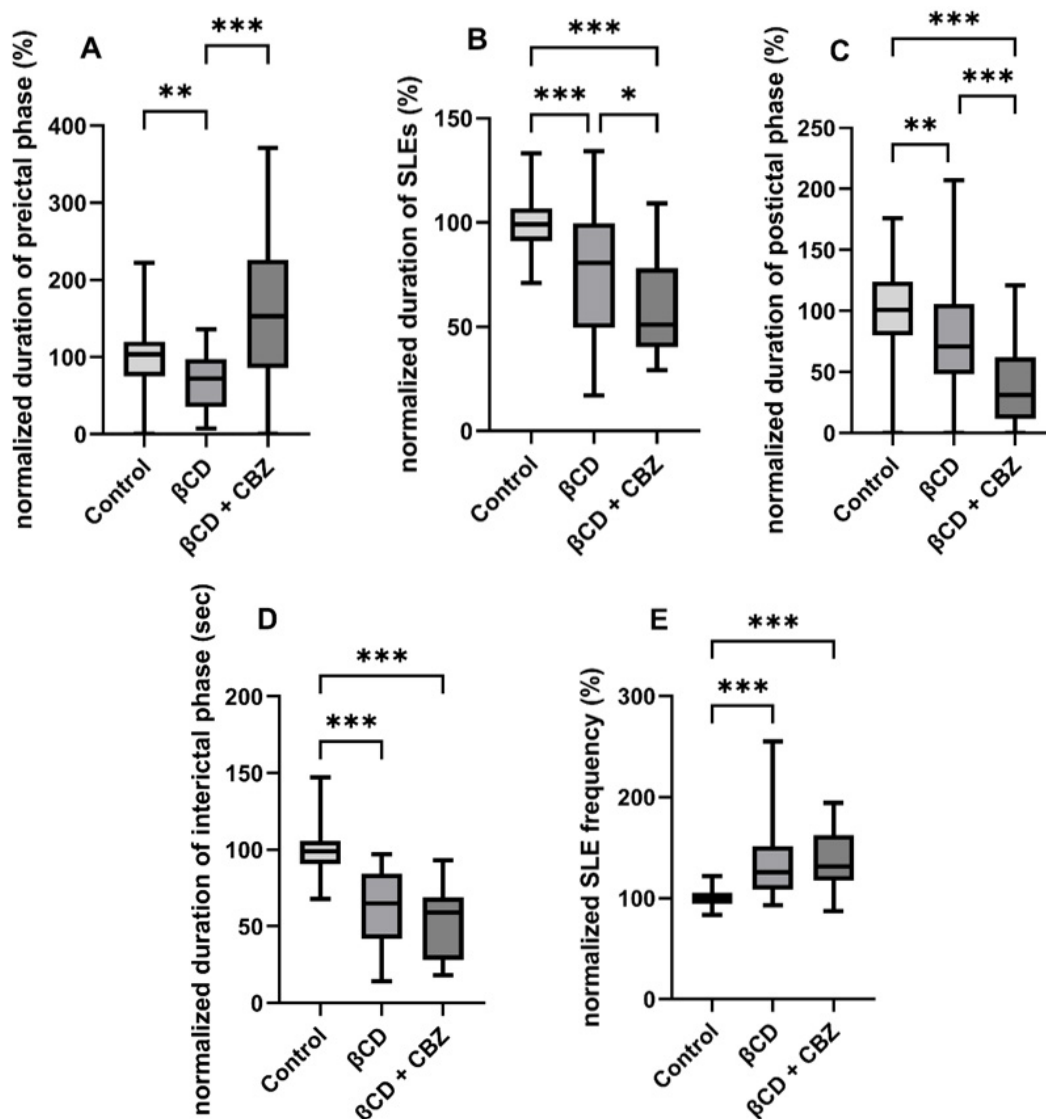 A
normalized duration of preictal phase (%)
***
**
400
300
200
100
0
Control
βCD
βCD + CBZ
B
normalized duration of SLEs (%)
***
***
*
150
100
50
0
Control
βCD
βCD + CBZ
C
normalized duration of postictal phase (%)
***
***
**
250
200
150
100
50
0
Control
βCD
βCD + CBZ
D
normalized duration of interictal phase (sec)
***
***
200
150
100
50
0
Control
βCD
βCD + CBZ
E
normalized SLE frequency (%)
***
***
300
200
100
0
Control
βCD
βCD + CBZ